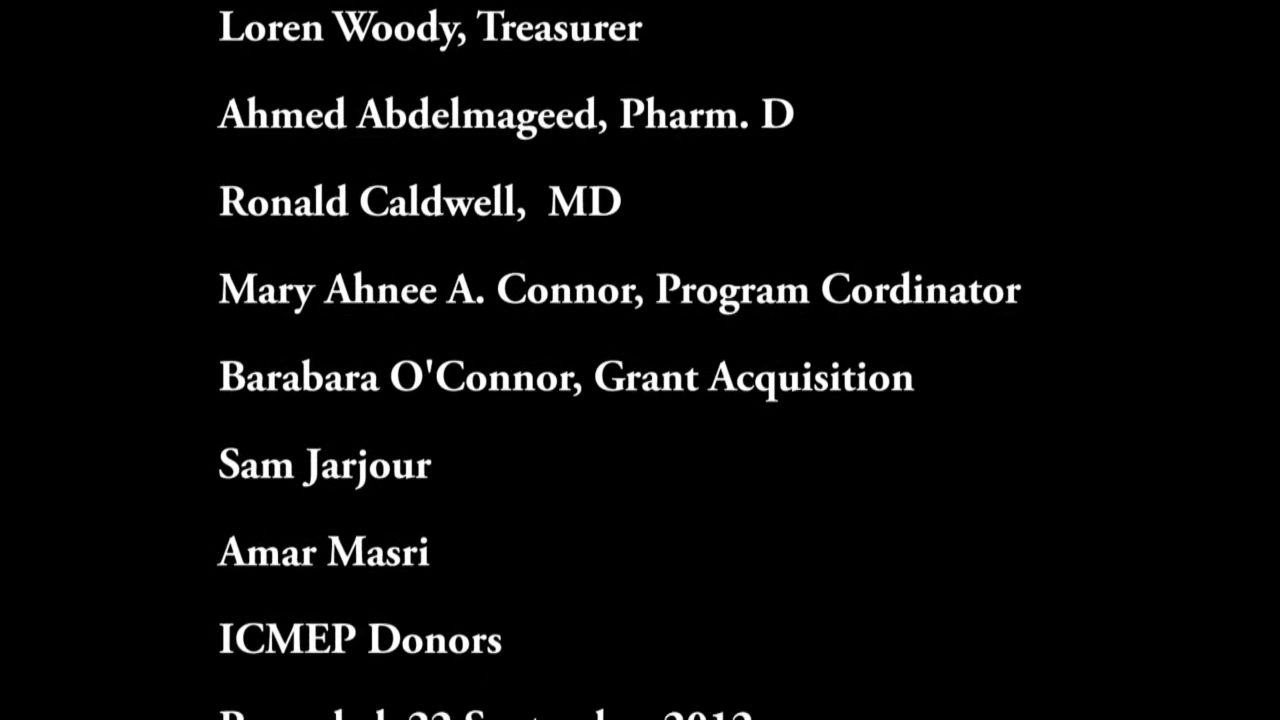 Loren Woody, Treasurer
Ahmed Abdelmageed, Pharm. D
Ronald Caldwell,  MD
Mary Ahnee A. Connor, Program Cordinator
Barabara O'Connor, Grant Acquisition
Sam Jarjour
Amar Masri
ICMEP Donors